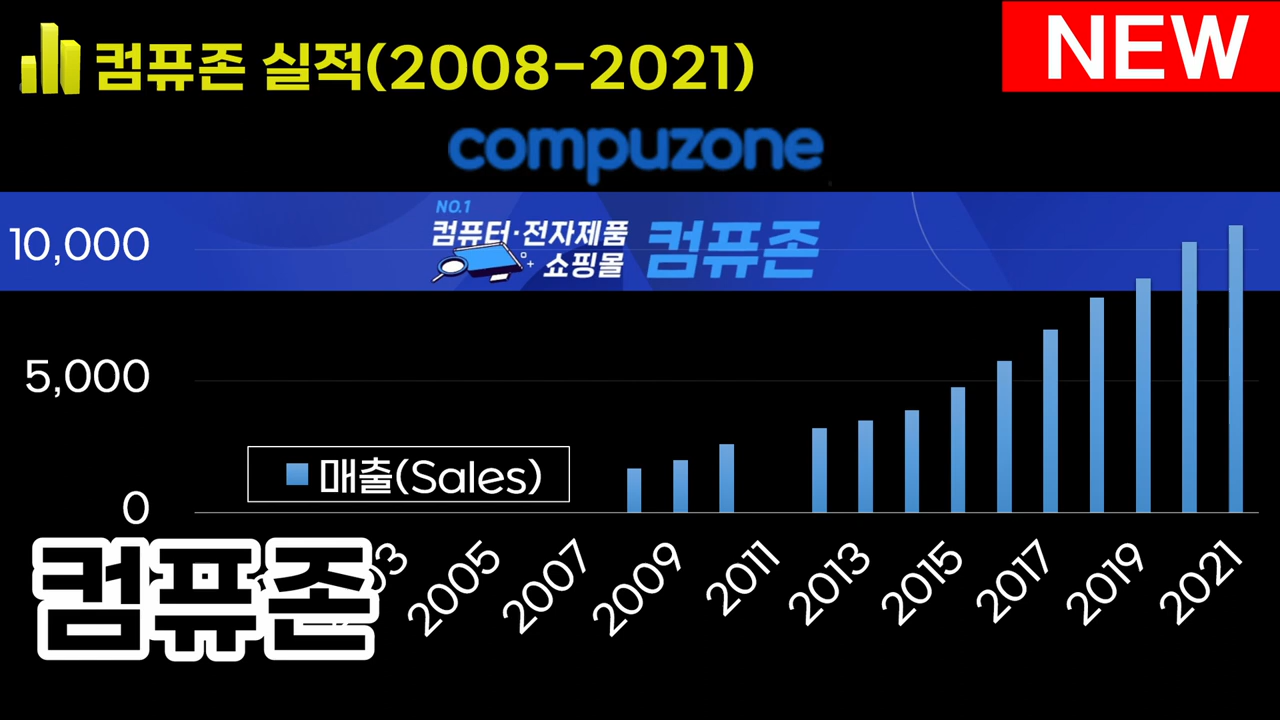 컴퓨존 실적(2008-2021)
NEW
compuzone
NO.1
컴퓨터·전자제품
쇼핑몰
컴퓨존
10,000
5,000
0
매출(Sales)
2005
2007
2009
2011
2013
2015
2017
2019
2021
컴퓨존